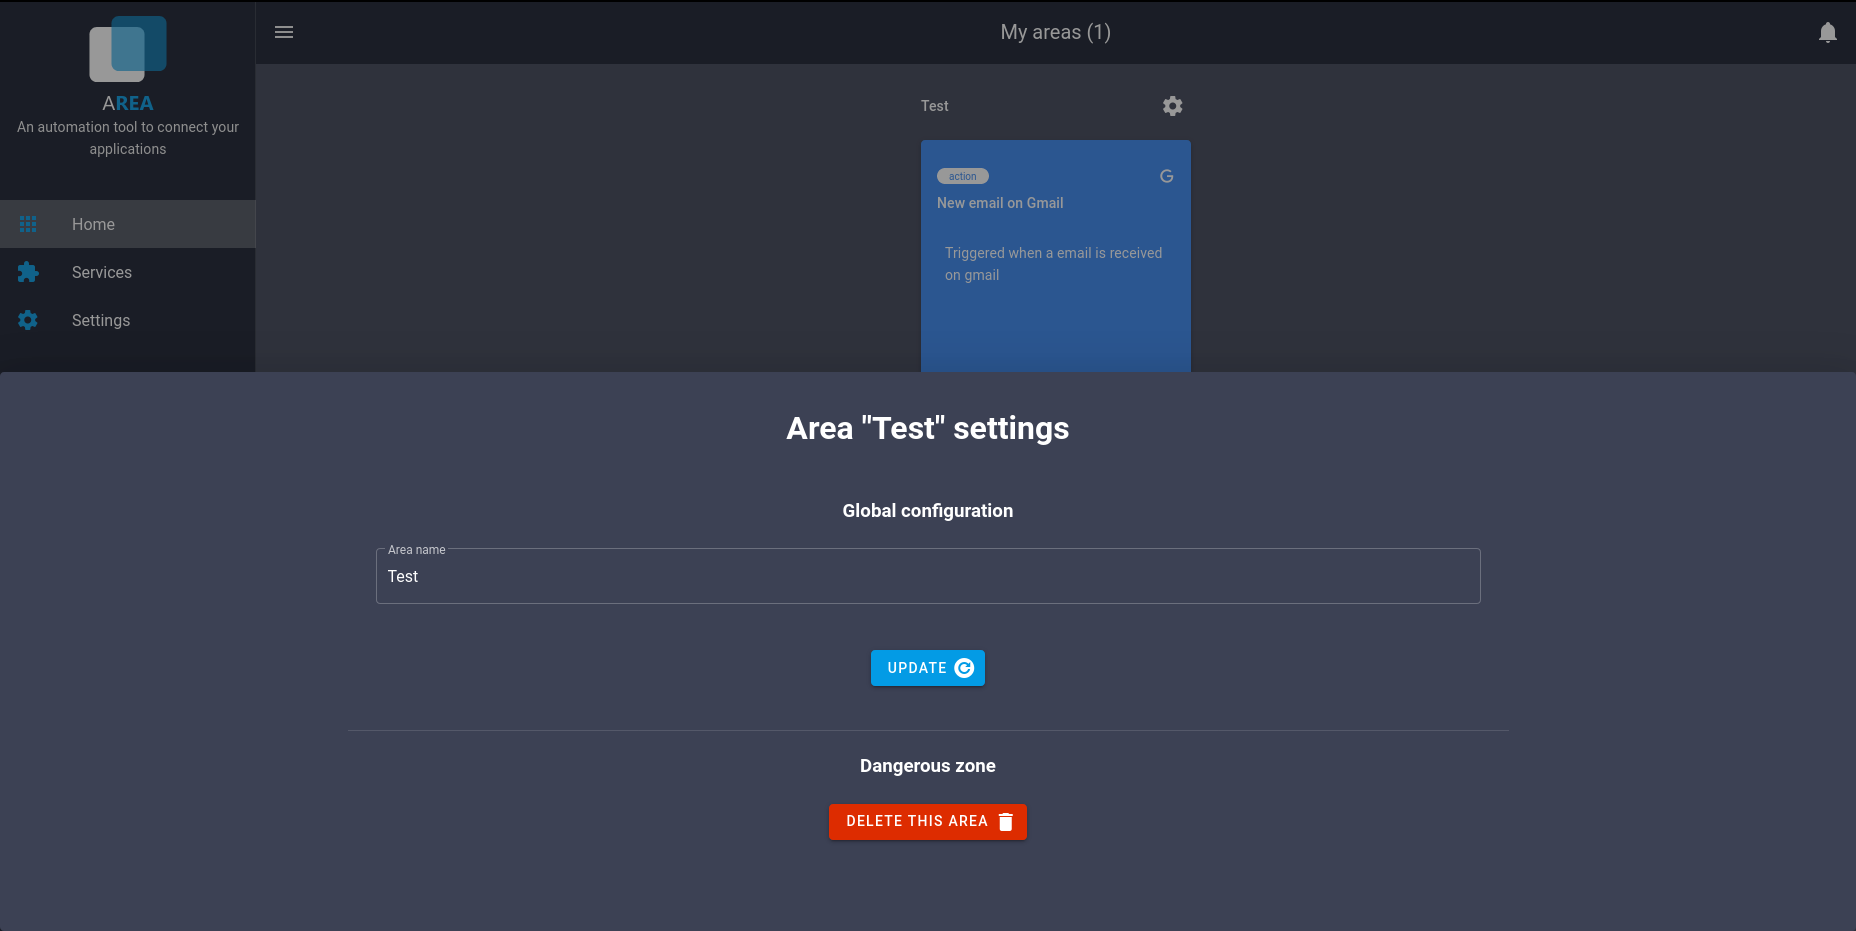 AREA
An automation tool to connect your
applications
Home
Services
Settings
My areas (1)
Test
action
New email on Gmail
Triggered when a email is received
on gmail
Area "Test" settings
Global configuration
Area name
Test
UPDATE
Dangerous zone
DELETE THIS AREA